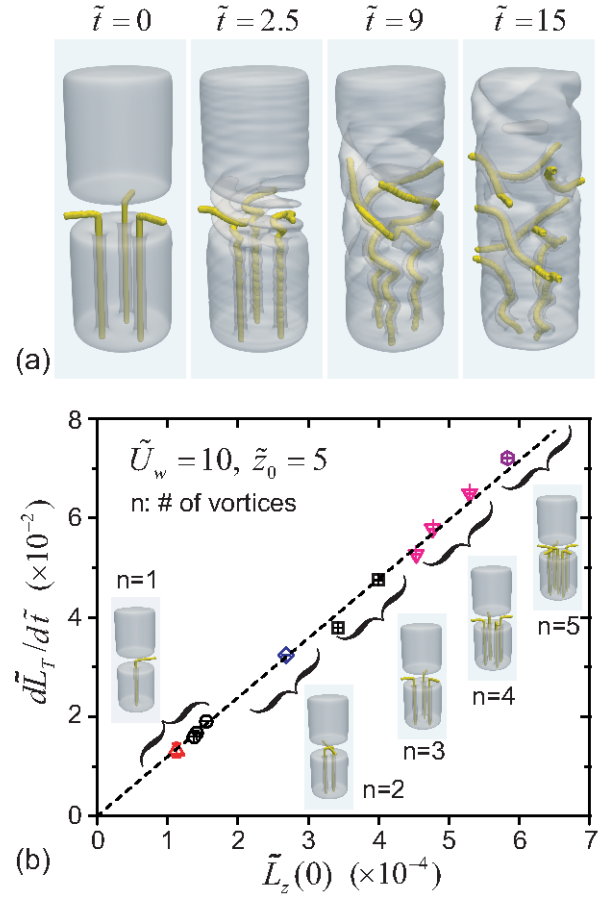 t̃ = 0 t̃ = 2.5 t̃ = 9 t̃ = 15
(a)
8
6
4
2
0
dL̃_T/dt̃ (×10⁻²)
Ũ_w = 10, z̃_0 = 5
n: # of vortices
n=1
n=2
n=3
n=4
n=5
0 1 2 3 4 5 6 7
(b)
L̃_z(0) (×10⁻⁴)